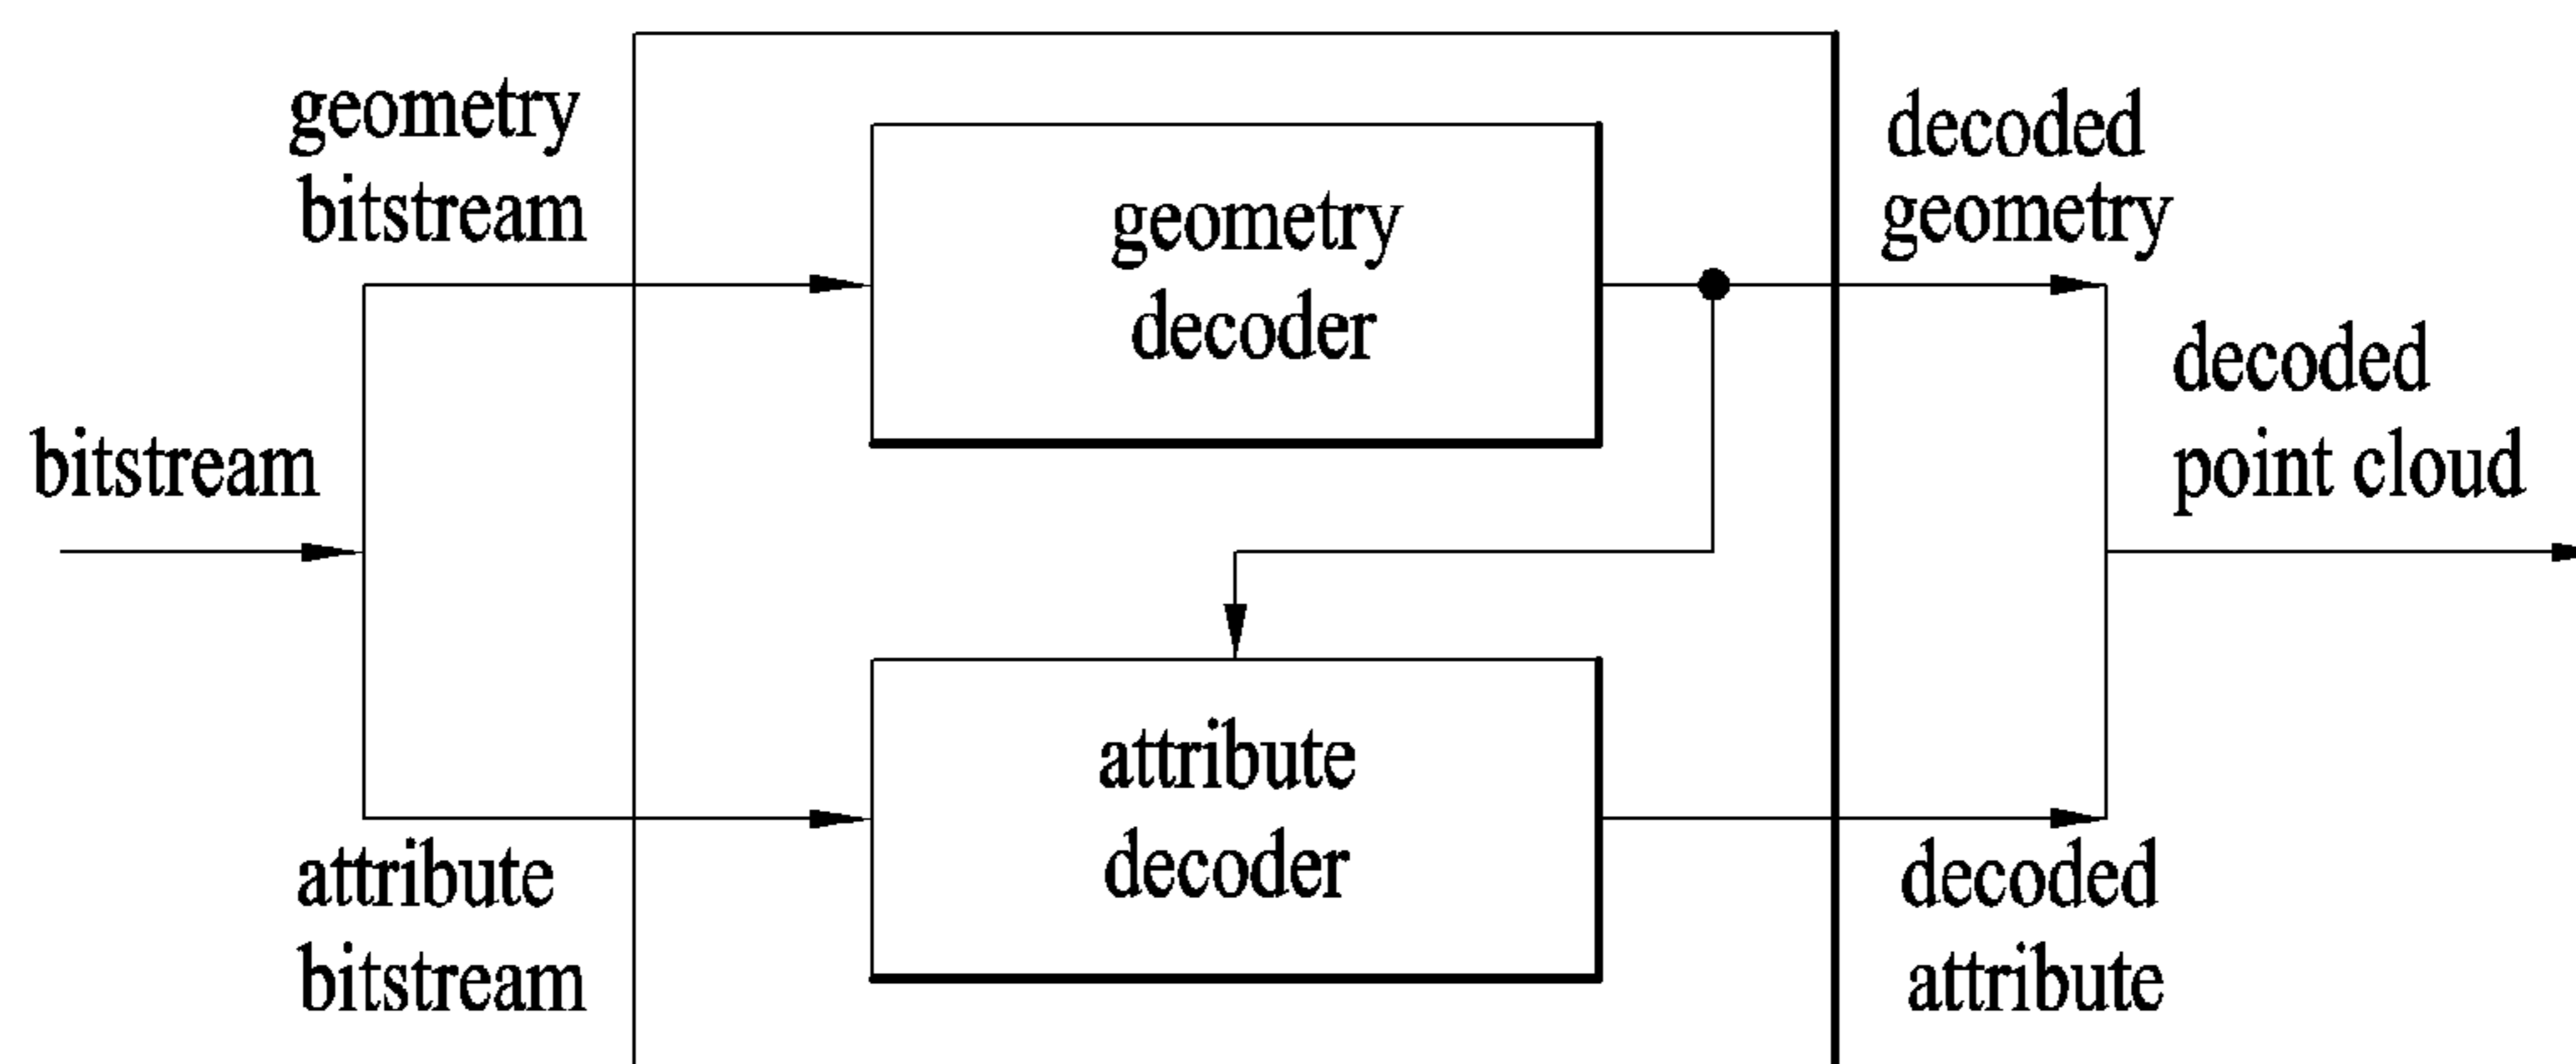 bitstream
geometry
bitstream
attribute
bitstream
geometry
decoder
attribute
decoder
decoded
geometry
decoded
attribute
decoded
point cloud